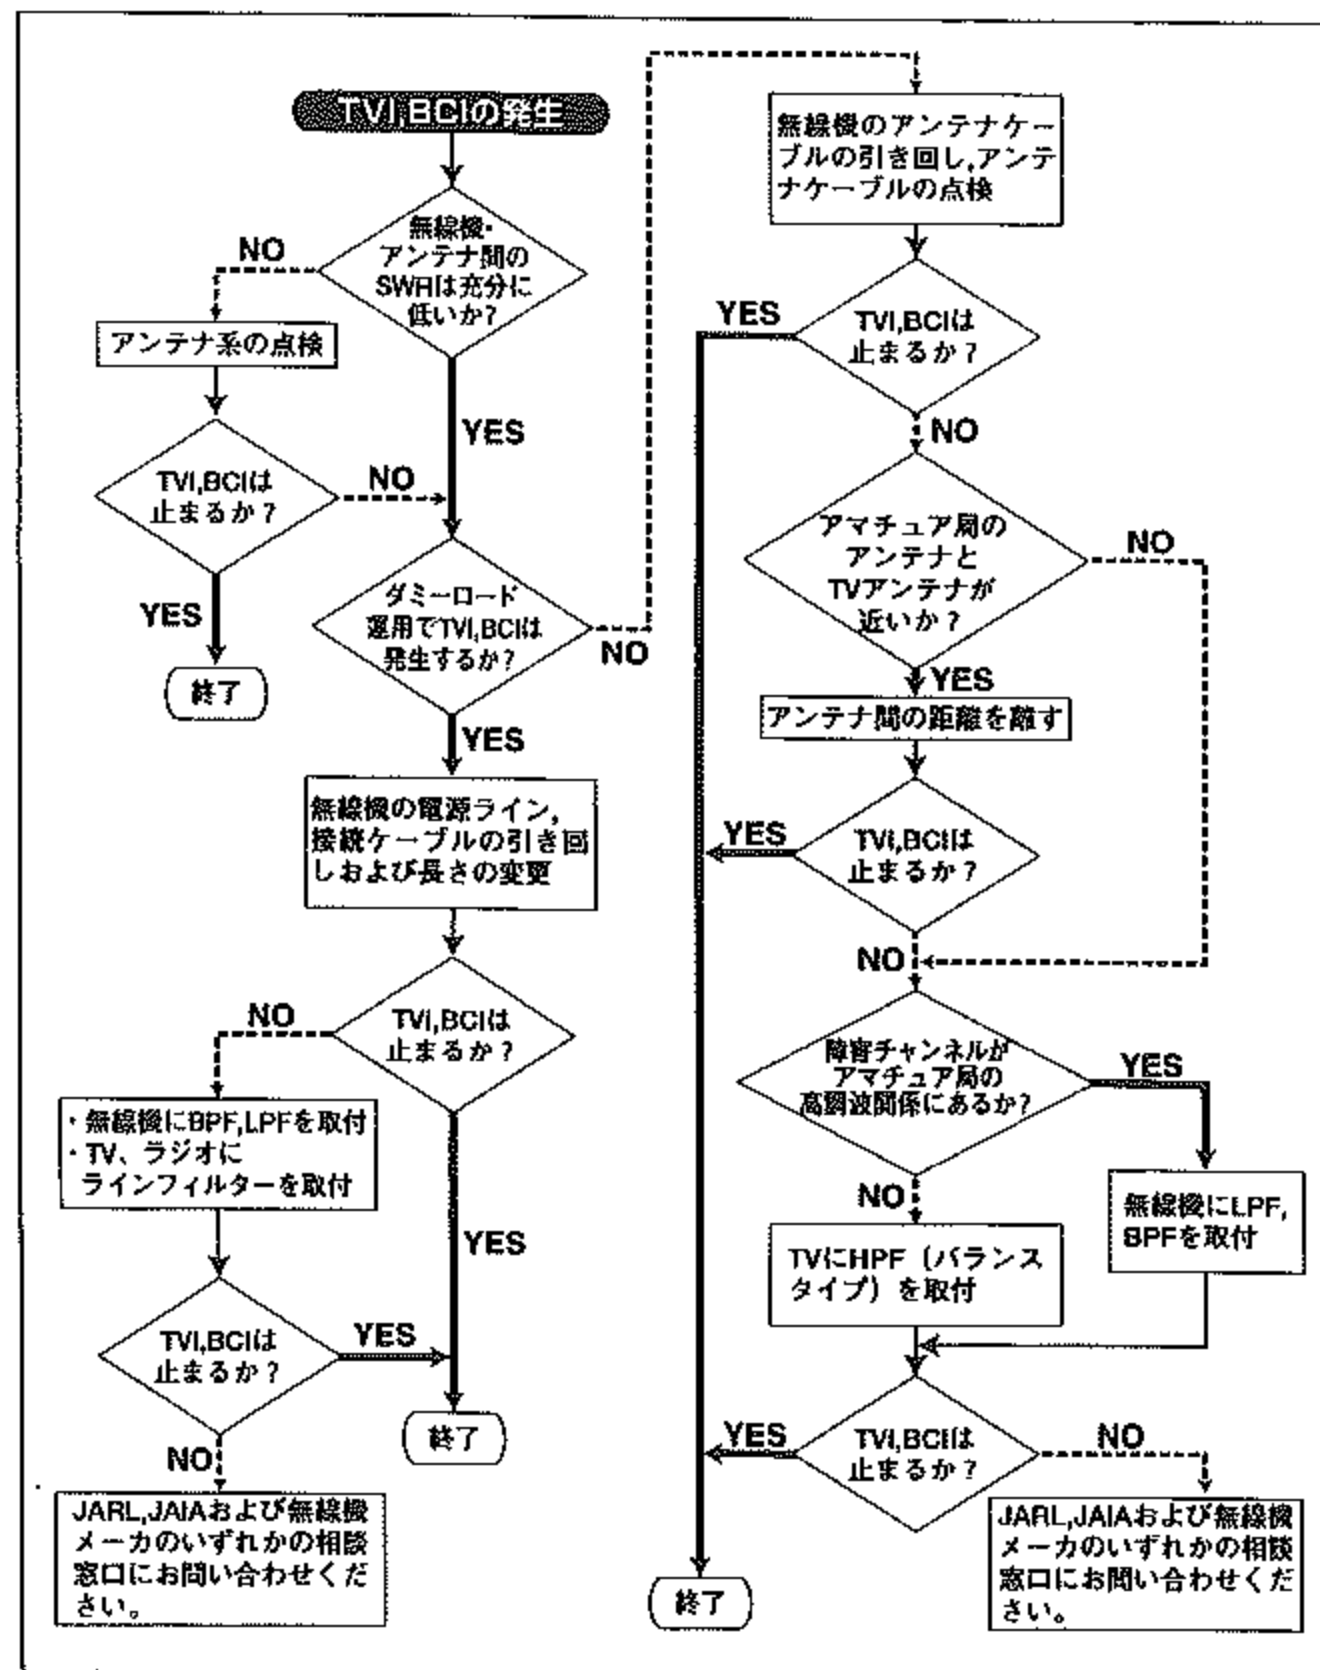 TVI,BCIの発生
無線機・
アンテナ間の
SWRは充分に
低いか?
NO
アンテナ系の点検
YES
TVI,BCIは
止まるか?
NO
YES
終了
ダミーロード
運用でTVI,BCIは
発生するか?
NO
YES
無線機の電源ライン,
接続ケーブルの引き回
しおよび長さの変更
TVI,BCIは
止まるか?
NO
・無線機にBPF,LPFを取付
・TV、ラジオに
ラインフィルターを取付
YES
TVI,BCIは
止まるか?
YES
終了
NO
JARL,JAIAおよび無線機
メーカのいずれかの相談
窓口にお問い合わせくだ
さい。
無線機のアンテナケー
ブルの引き回し,アンテ
ナケーブルの点検
YES
TVI,BCIは
止まるか?
NO
アマチュア局の
アンテナと
TVアンテナが
近いか?
NO
YES
アンテナ間の距離を離す
YES
TVI,BCIは
止まるか?
NO
障害チャンネルが
アマチュア局の
高調波関係にあるか?
YES
NO
無線機にLPF,
BPFを取付
TVにHPF(バランス
タイプ)を取付
YES
TVI,BCIは
止まるか?
NO
終了
JARL,JAIAおよび無線機
メーカのいずれかの相談
窓口にお問い合わせくだ
さい。